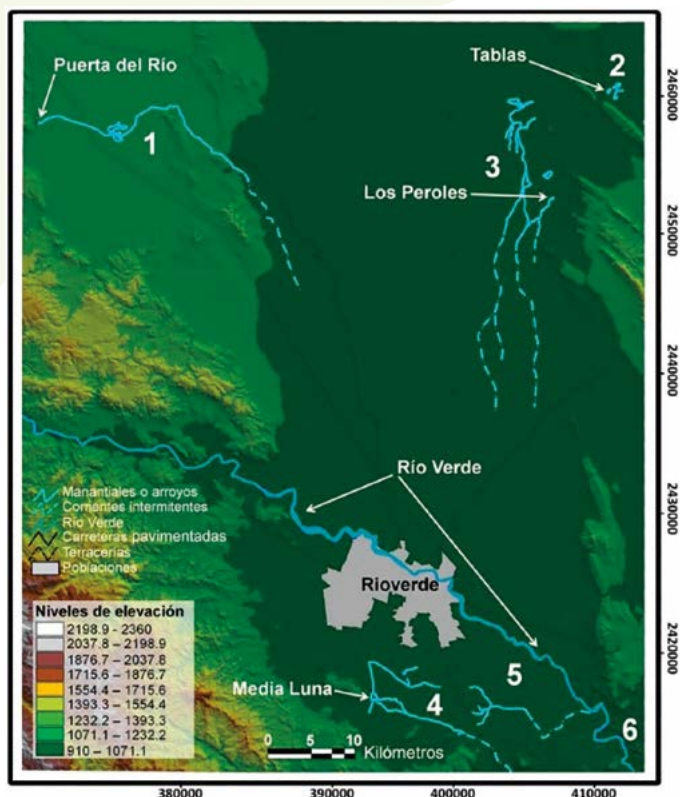 Puerta del Río
1
Tablas
2
3
Los Peroles
2460000
2450000
2440000
2430000
2420000
Río Verde
Manantiales o arroyos
Corrientes intermitentes
Río Verde
Carreteras pavimentadas
Terracerías
Poblaciones
Rioverde
Niveles de elevación
2198.9 – 2360
2037.8 – 2198.9
1876.7 – 2037.8
1715.6 – 1876.7
1554.4 – 1715.6
1393.3 – 1554.4
1232.2 – 1393.3
1071.1 – 1232.2
910 – 1071.1
Media Luna
4
5
6
0
10
Kilómetros
380000
390000
400000
410000